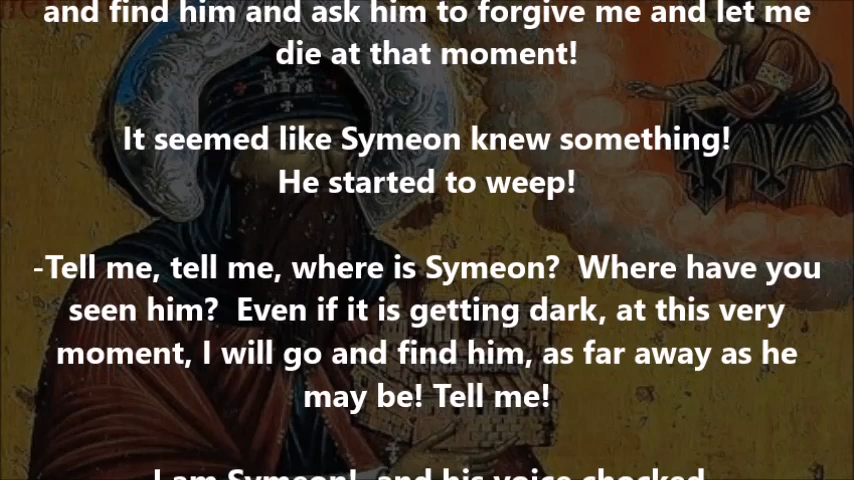 and find him and ask him to forgive me and let me
die at that moment!
It seemed like Symeon knew something!
He started to weep!
-Tell me, tell me, where is Symeon?  Where have you
seen him?  Even if it is getting dark, at this very
moment, I will go and find him, as far away as he
may be! Tell me!
I am Symeon!  and his voice chocked